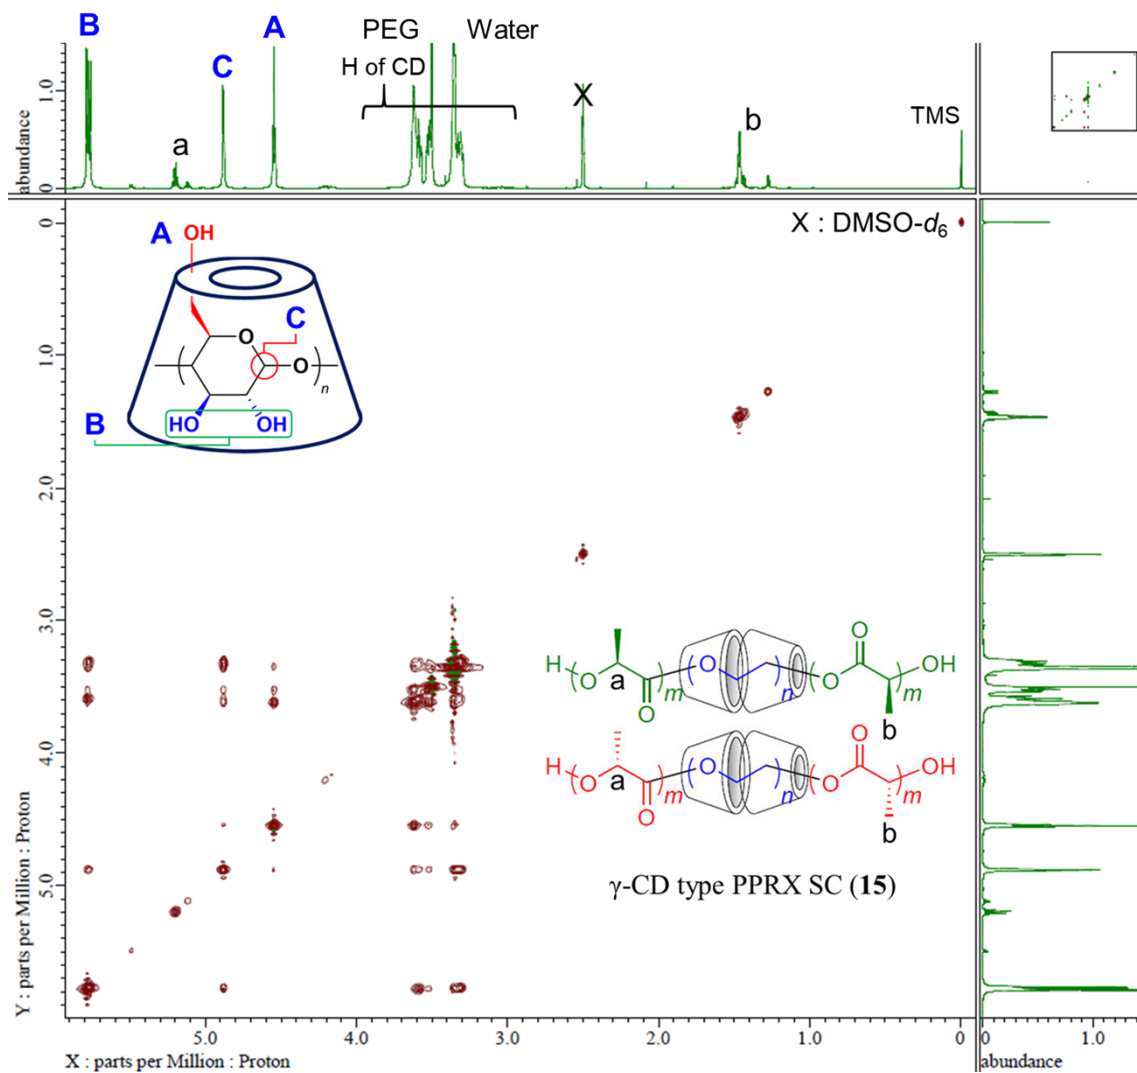 B
PEG
A
Water
H of CD
C
X
a
b
TMS
abundance
0
1.0
X : DMSO-d6
A
OH
O
C
O
n
B
HO
OH
0
1.0
2.0
3.0
4.0
5.0
Y : parts per Million : Proton
H
O
a
O
m
O
n
O
O
b
m
OH
H
O
a
O
m
O
n
O
O
b
m
OH
γ-CD type PPRX SC (15)
5.0
4.0
3.0
2.0
1.0
0
X : parts per Million : Proton
0
1.0
abundance